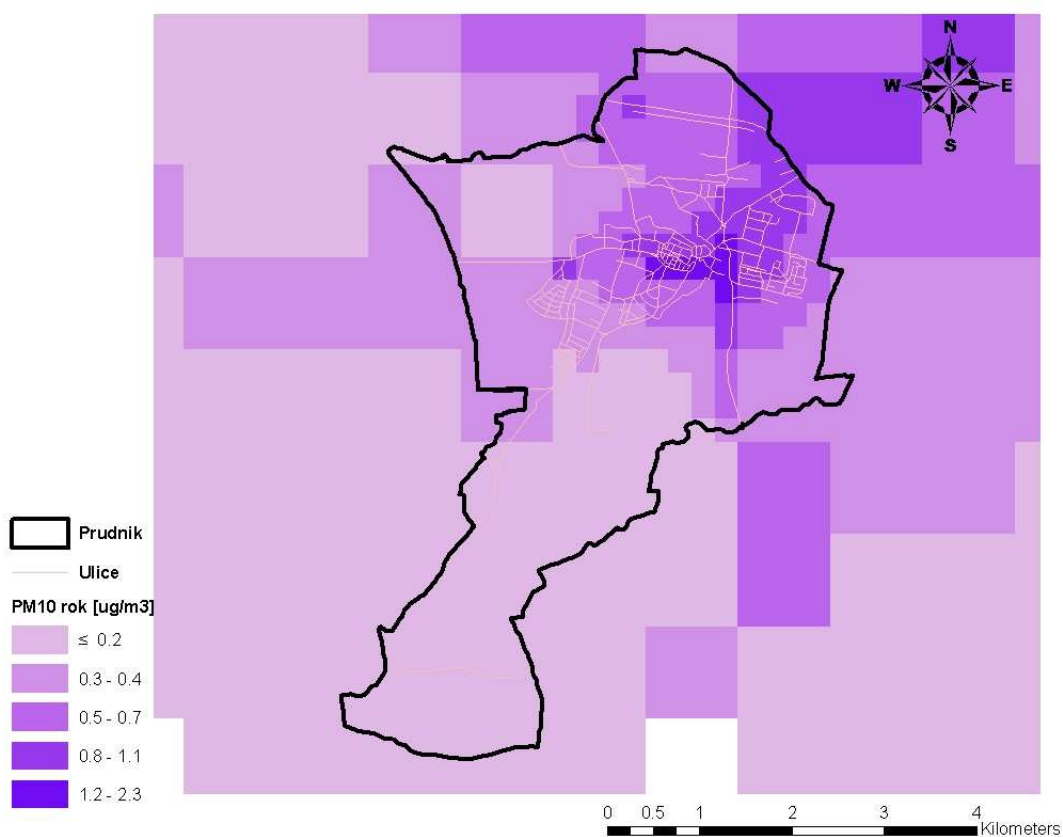 N
W E
S
Prudnik
Ulice
PM10 rok [ug/m3]
≤ 0.2
0.3 - 0.4
0.5 - 0.7
0.8 - 1.1
1.2 - 2.3
0 0.5 1 2 3 4
Kilometers